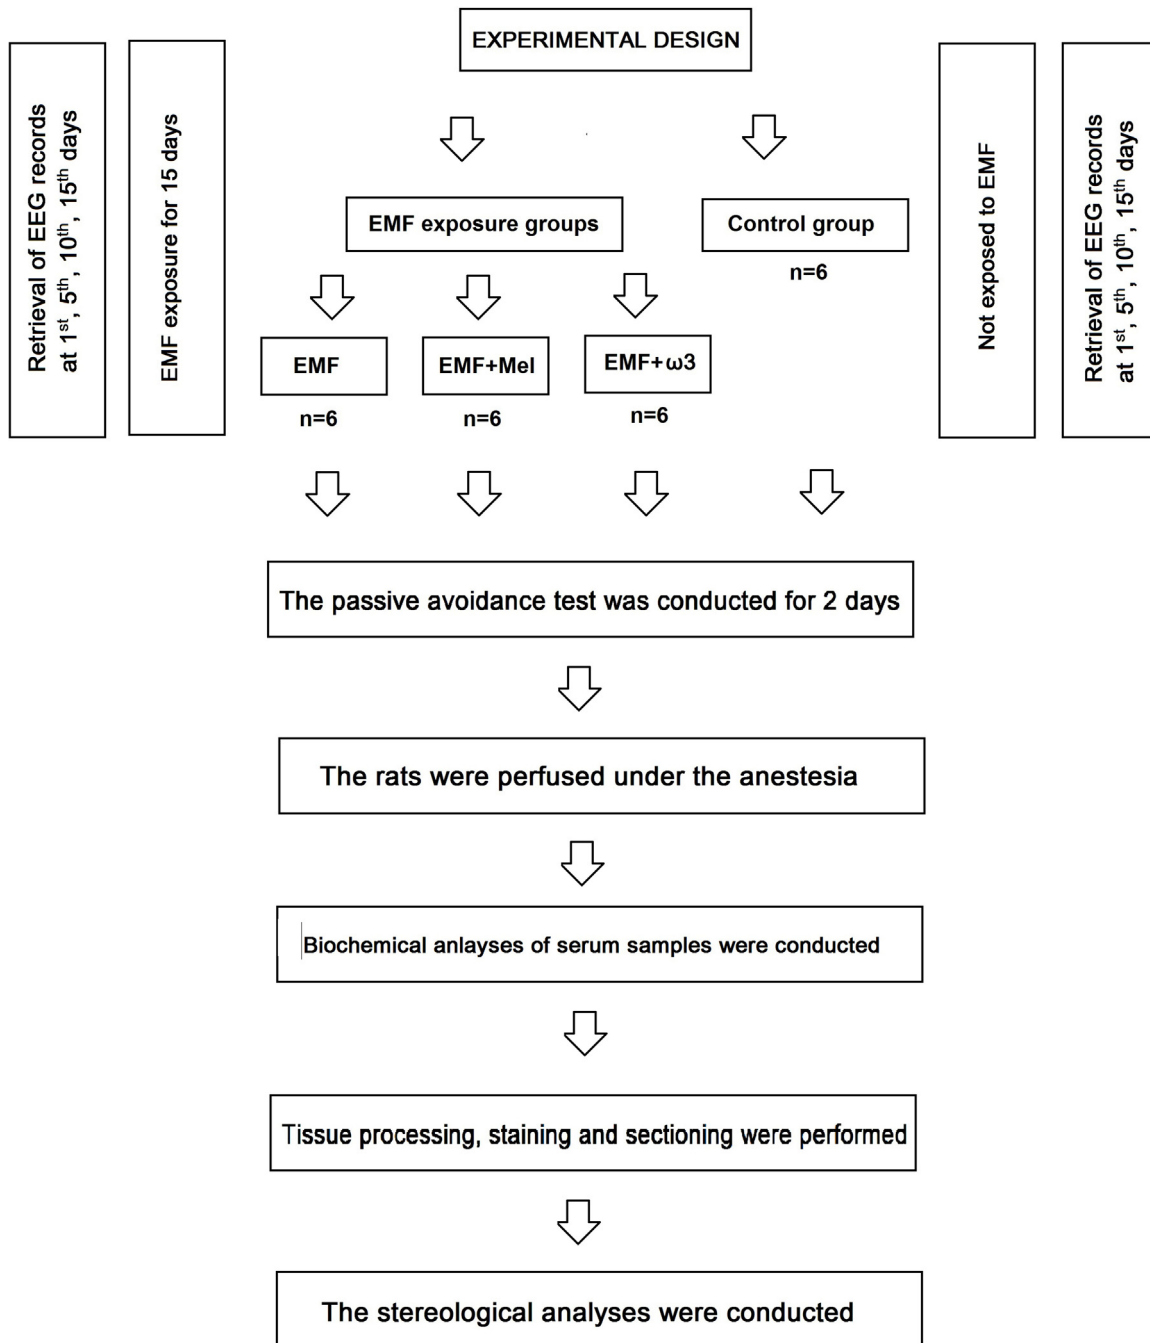 EXPERIMENTAL DESIGN
Retrieval of EEG records
at 1st, 5th, 10th, 15th days
EMF exposure for 15 days
EMF exposure groups
Control group
n=6
EMF
EMF+Mel
EMF+ω3
n=6
n=6
n=6
Not exposed to EMF
Retrieval of EEG records
at 1st, 5th, 10th, 15th days
The passive avoidance test was conducted for 2 days
The rats were perfused under the anestesia
Biochemical anlayses of serum samples were conducted
Tissue processing, staining and sectioning were performed
The stereological analyses were conducted